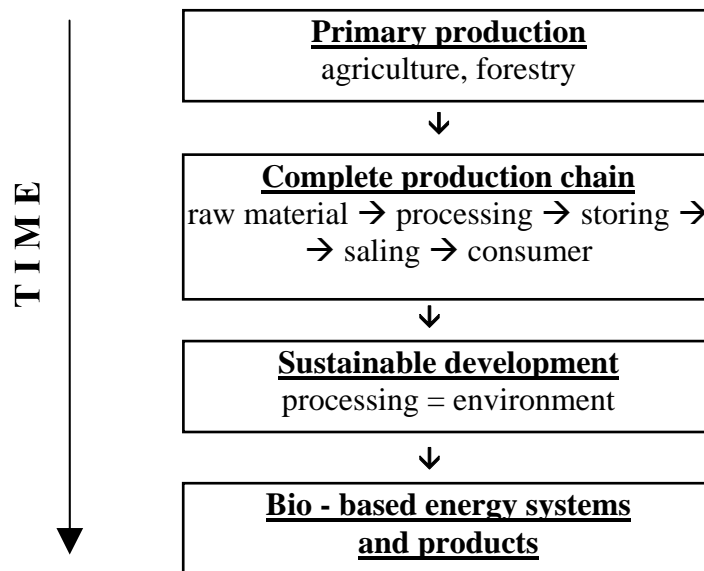 TIME
Primary production
agriculture, forestry
↓
Complete production chain
raw material → processing → storing →
→ saling → consumer
↓
Sustainable development
processing = environment
↓
Bio - based energy systems
and products